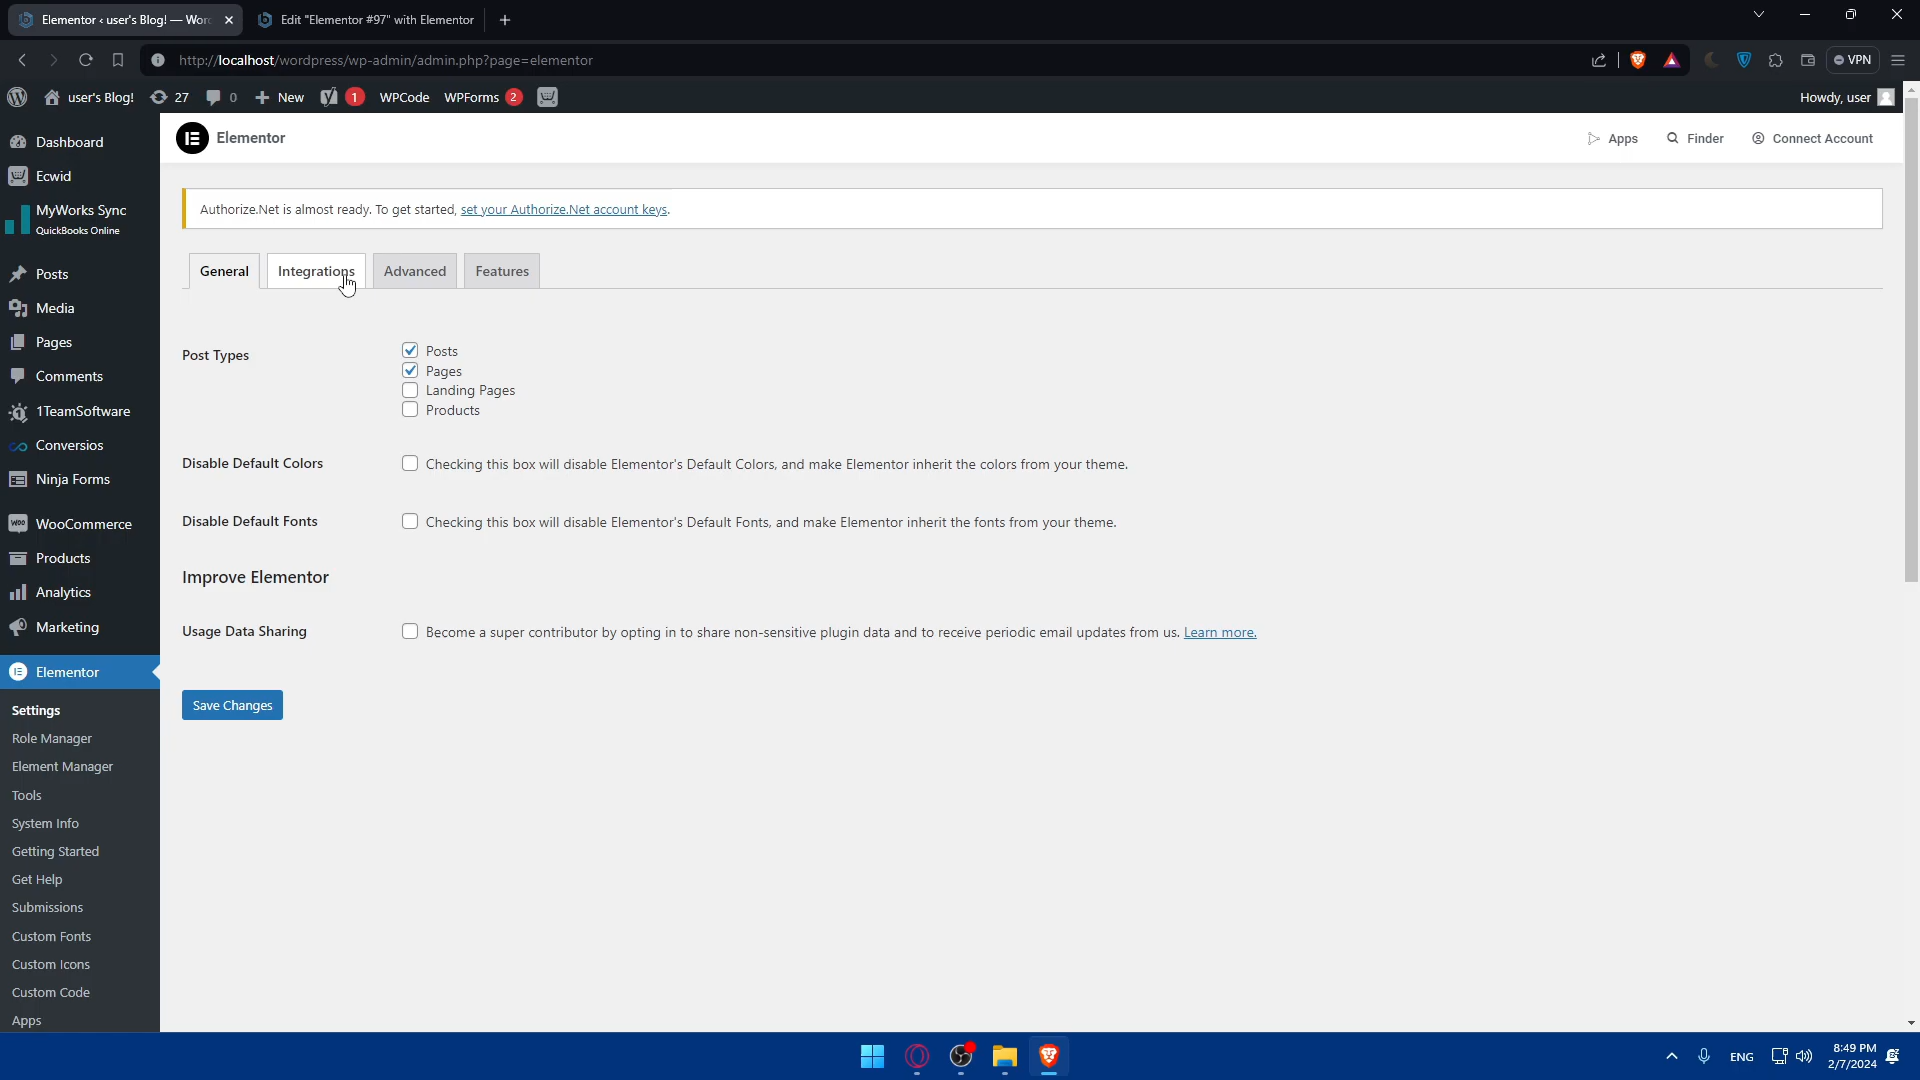 Elementor ‹ user's Blog! — Wor
Edit "Elementor #97" with Elementor
http://localhost/wordpress/wp-admin/admin.php?page=elementor
VPN
user's Blog!
27
0
New
1
WPCode
WPForms 2
Howdy, user
Dashboard
Ecwid
MyWorks Sync
QuickBooks Online
Posts
Media
Pages
Comments
1TeamSoftware
Conversios
Ninja Forms
WooCommerce
Products
Analytics
Marketing
Elementor
Settings
Role Manager
Element Manager
Tools
System Info
Getting Started
Get Help
Submissions
Custom Fonts
Custom Icons
Custom Code
Apps
Elementor
Apps
Finder
Connect Account
Authorize.Net is almost ready. To get started, set your Authorize.Net account keys.
General
Integrations
Advanced
Features
Post Types
Posts
Pages
Landing Pages
Products
Disable Default Colors
Checking this box will disable Elementor's Default Colors, and make Elementor inherit the colors from your theme.
Disable Default Fonts
Checking this box will disable Elementor's Default Fonts, and make Elementor inherit the fonts from your theme.
Improve Elementor
Usage Data Sharing
Become a super contributor by opting in to share non-sensitive plugin data and to receive periodic email updates from us. Learn more.
Save Changes
ENG
8:49 PM
2/7/2024